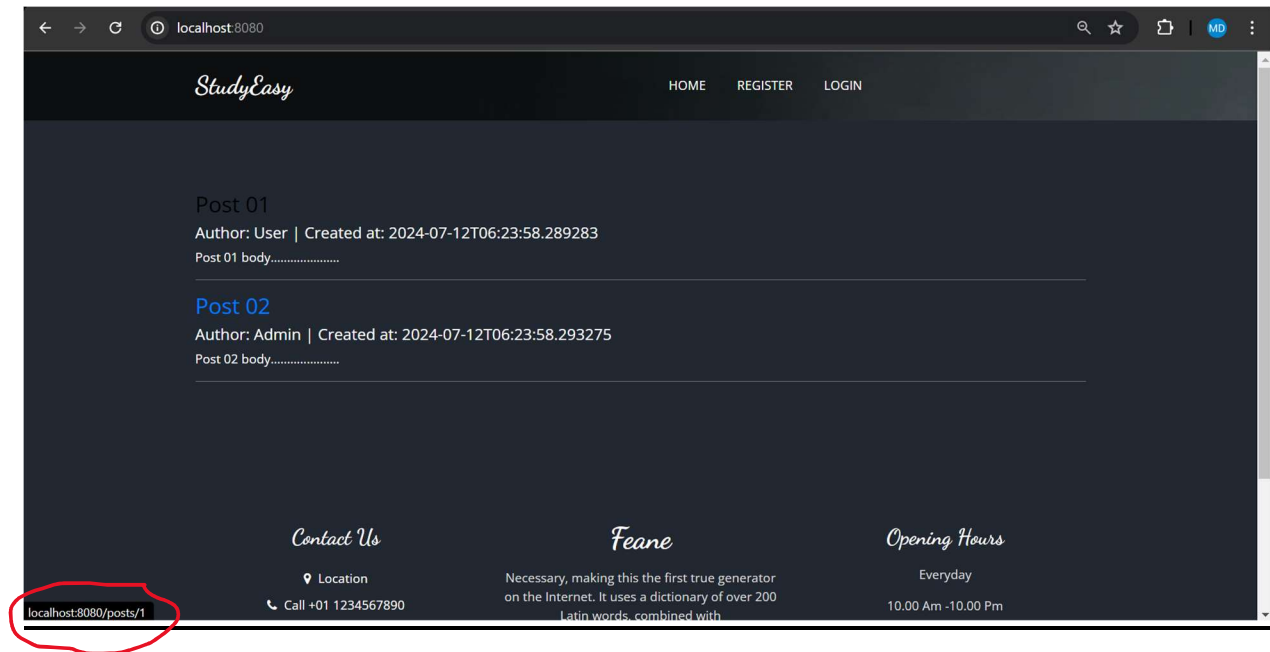 localhost:8080
MD
StudyEasy
HOME REGISTER LOGIN
Post 01
Author: User | Created at: 2024-07-12T06:23:58.289283
Post 01 body.....................
Post 02
Author: Admin | Created at: 2024-07-12T06:23:58.293275
Post 02 body.....................
Contact Us
Location
Call +01 1234567890
Feane
Necessary, making this the first true generator
on the Internet. It uses a dictionary of over 200
Latin words, combined with
Opening Hours
Everyday
10.00 Am -10.00 Pm
localhost:8080/posts/1